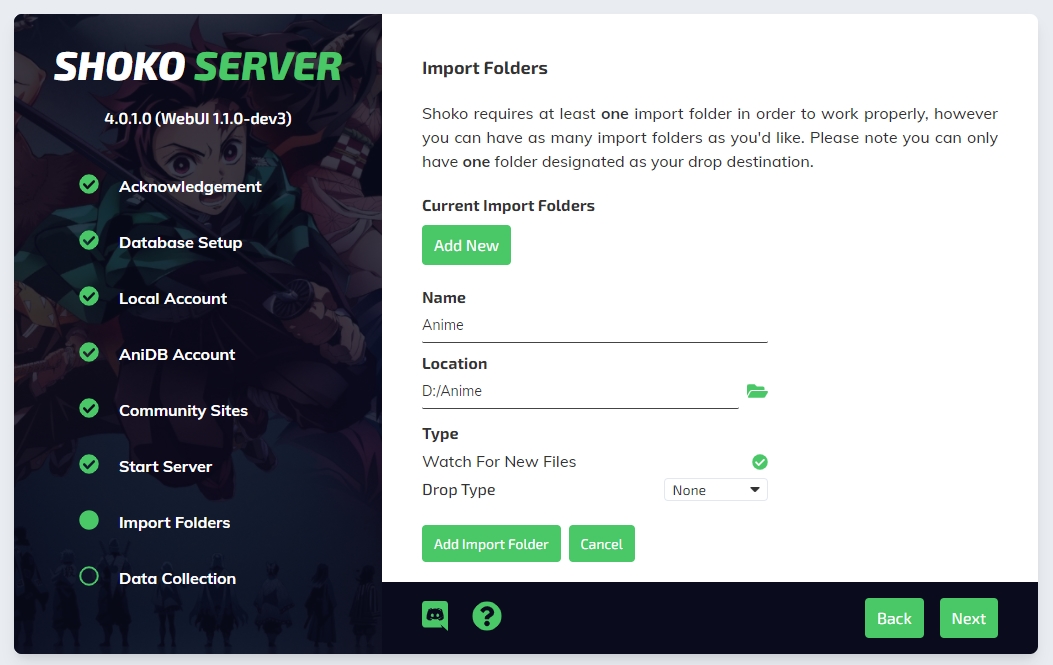 SHOKO SERVER
4.0.1.0 (WebUI 1.1.0-dev3)
Acknowledgement
Database Setup
Local Account
AniDB Account
Community Sites
Start Server
Import Folders
Data Collection
Import Folders
Shoko requires at least one import folder in order to work properly, however
you can have as many import folders as you'd like. Please note you can only
have one folder designated as your drop destination.
Current Import Folders
Add New
Name
Anime
Location
D:/Anime
Type
Watch For New Files
Drop Type
None
Add Import Folder
Cancel
?
Back
Next